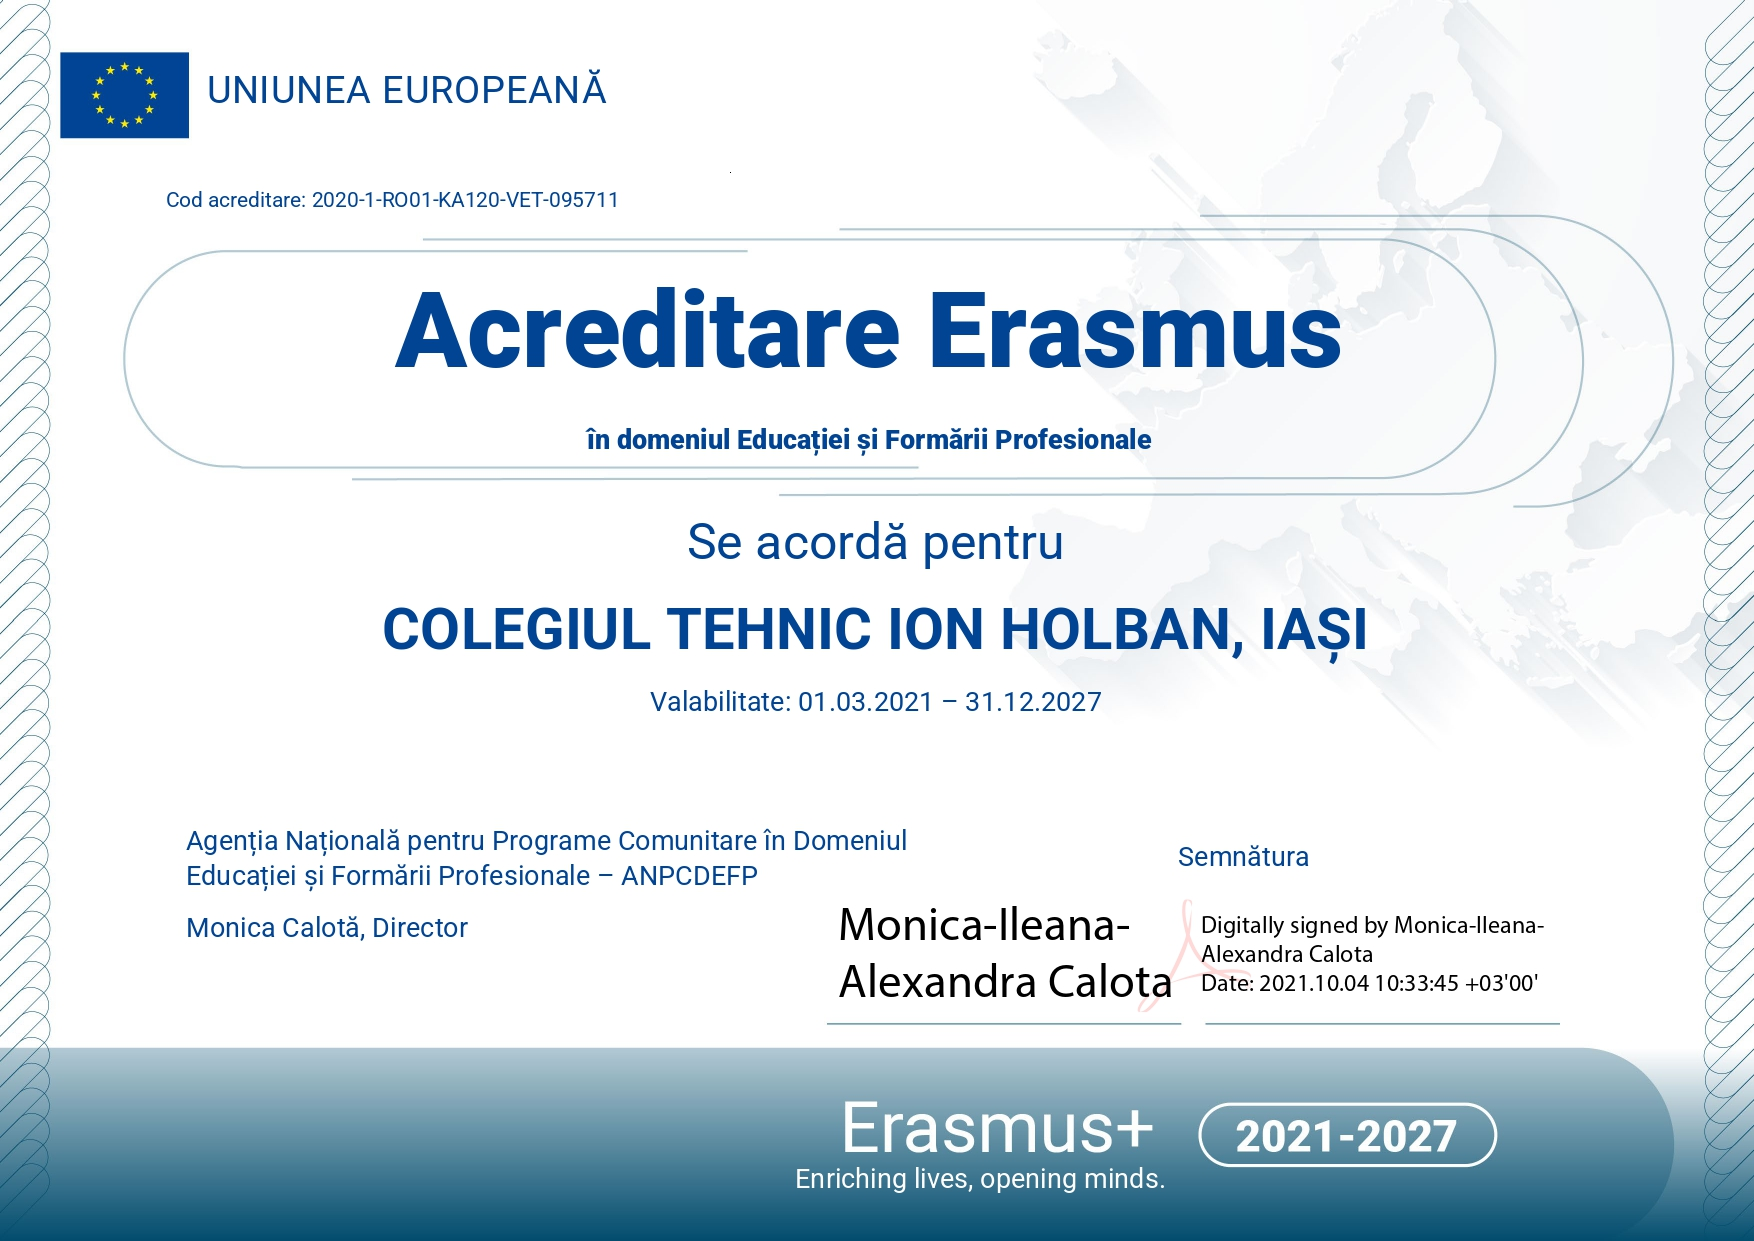 UNIUNEA EUROPEANĂ
Cod acreditare: 2020-1-RO01-KA120-VET-095711
Acreditare Erasmus
în domeniul Educației și Formării Profesionale
Se acordă pentru
COLEGIUL TEHNIC ION HOLBAN, IAȘI
Valabilitate: 01.03.2021 – 31.12.2027
Agenția Națională pentru Programe Comunitare în Domeniul
Educației și Formării Profesionale – ANPCDEFP
Monica Calotă, Director
Semnătura
Monica-Ileana-
Alexandra Calota
Digitally signed by Monica-Ileana-
Alexandra Calota
Date: 2021.10.04 10:33:45 +03'00'
Erasmus+
Enriching lives, opening minds.
2021-2027